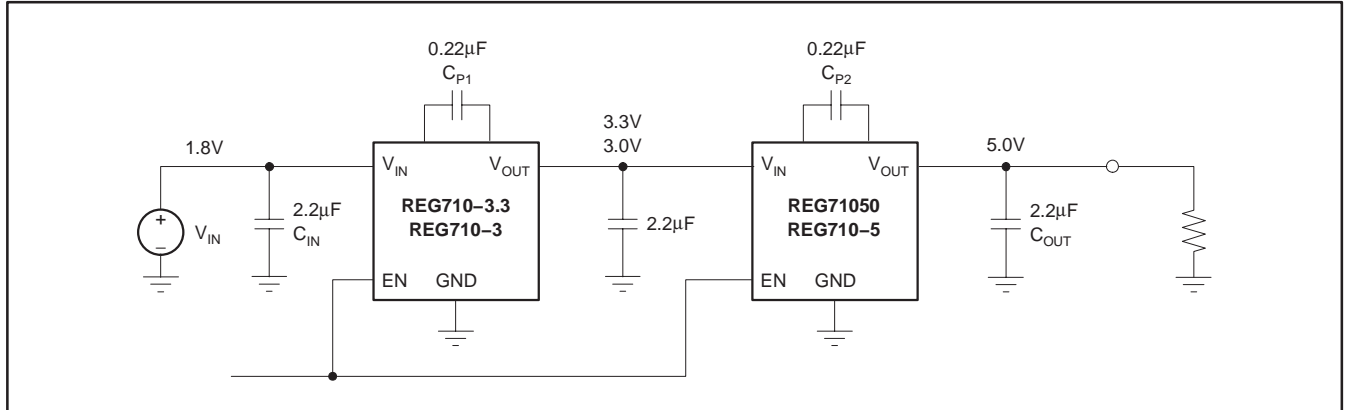 0.22μF
C_P1
0.22μF
C_P2
1.8V
3.3V
3.0V
5.0V
V_IN
V_OUT
REG710–3.3
REG710–3
EN GND
V_IN
V_OUT
REG71050
REG710–5
EN GND
+
–
V_IN
2.2μF
C_IN
2.2μF
2.2μF
C_OUT